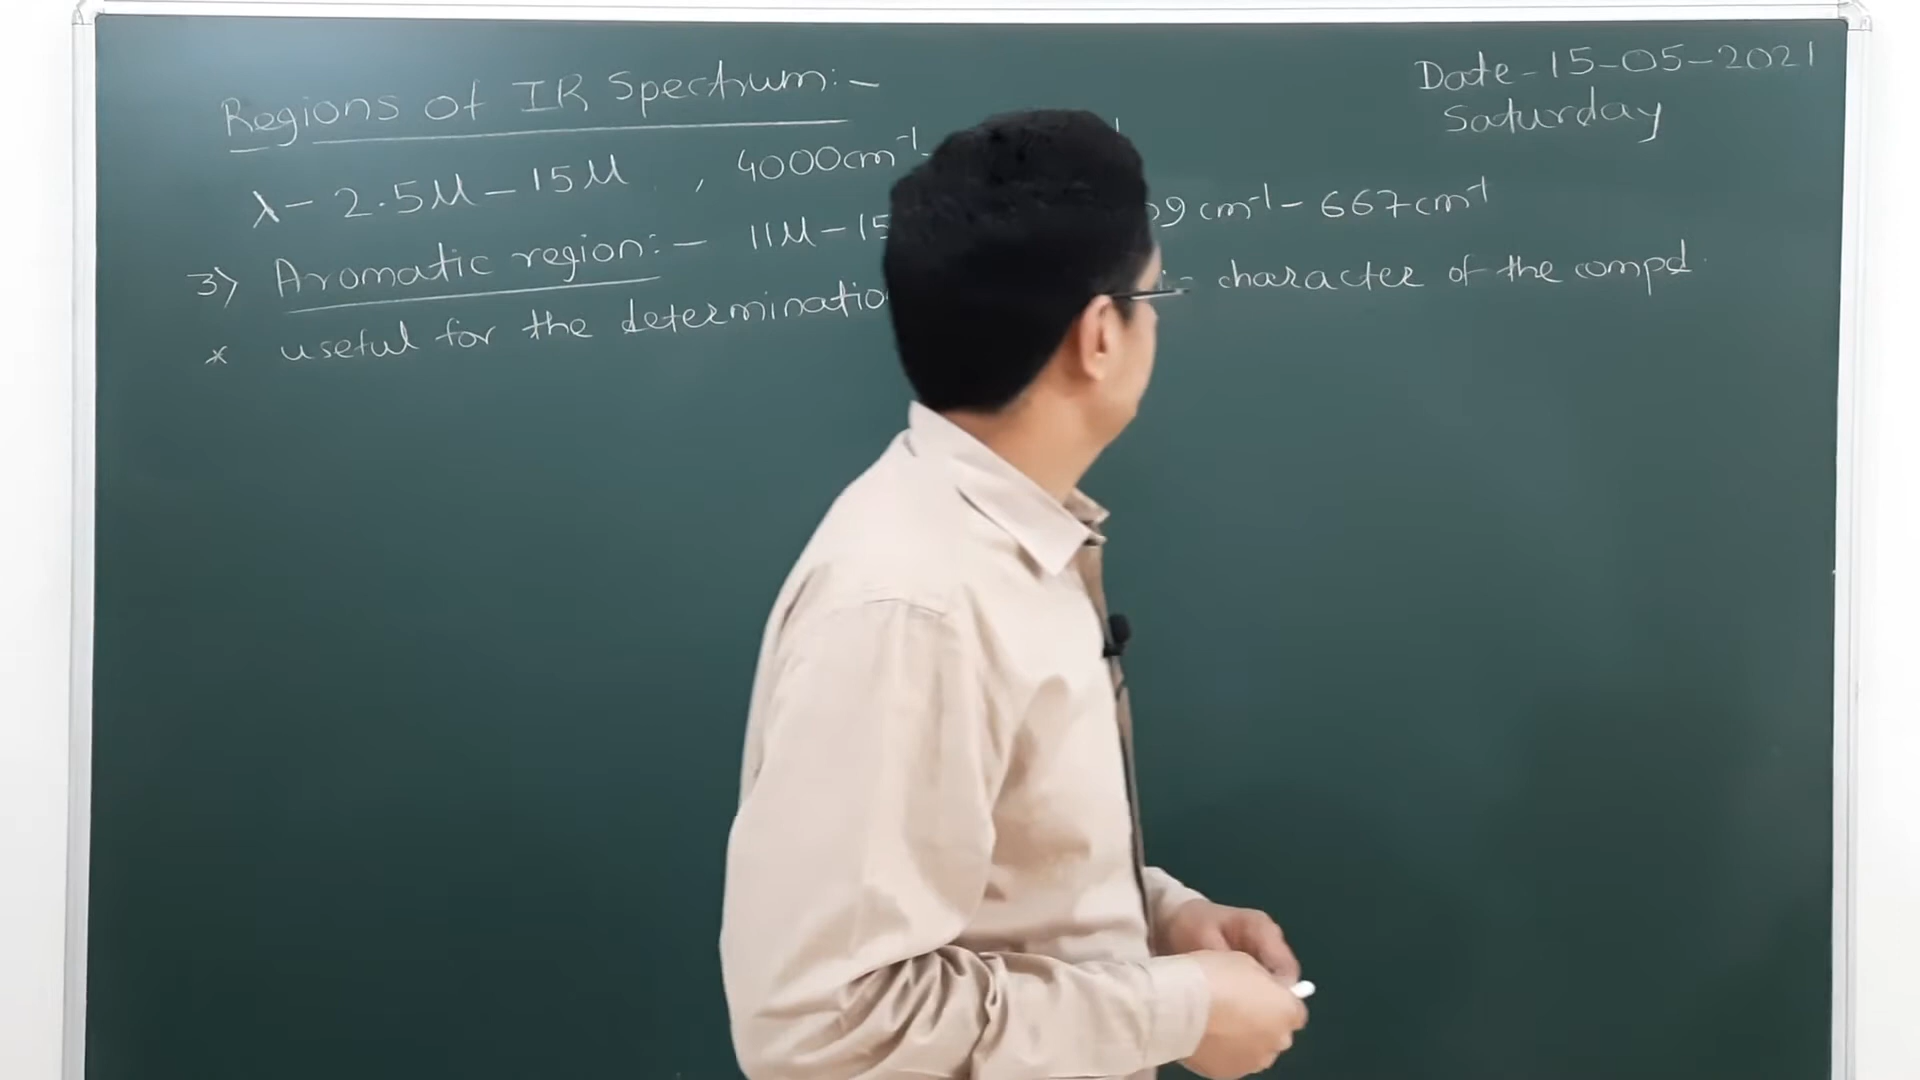 Regions of IR Spectrum:-
Date-15-05-2021
Saturday
λ- 2.5μ-15μ , 4000cm⁻¹-
3) Aromatic region:- 11μ-15 09 cm⁻¹- 667cm⁻¹
* useful for the determinatio character of the compd.